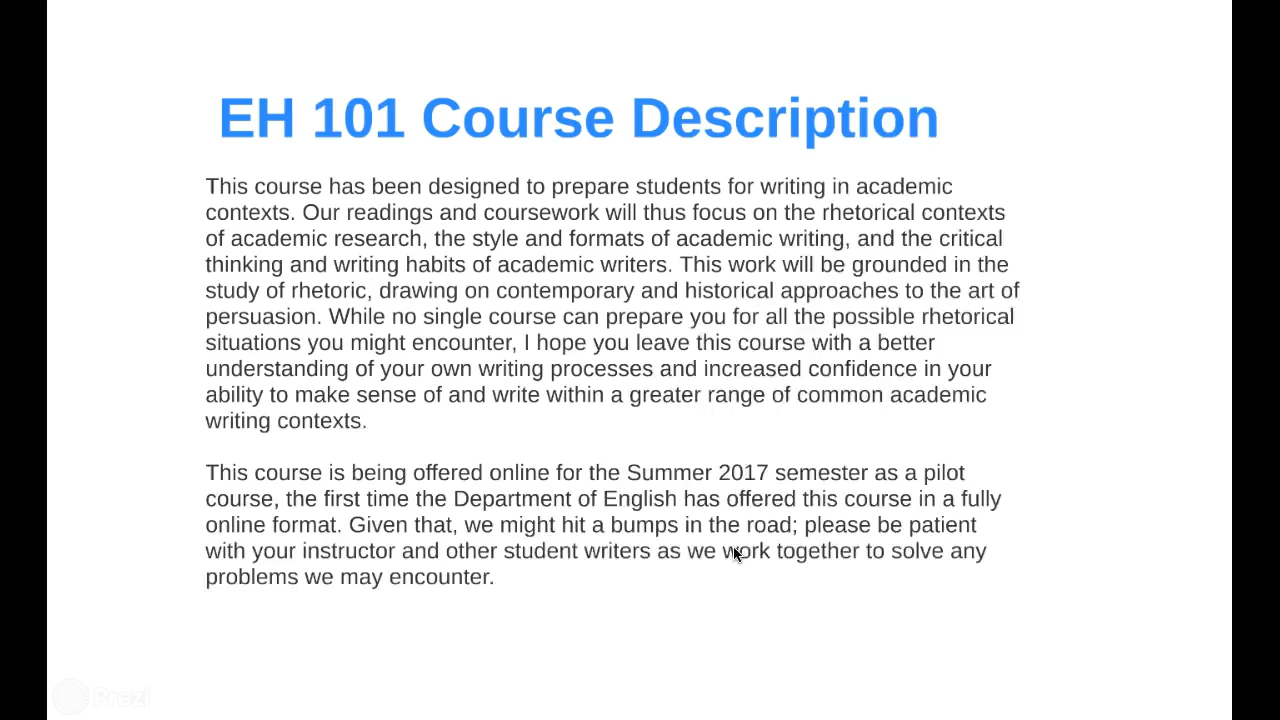 EH 101 Course Description
This course has been designed to prepare students for writing in academic
contexts. Our readings and coursework will thus focus on the rhetorical contexts
of academic research, the style and formats of academic writing, and the critical
thinking and writing habits of academic writers. This work will be grounded in the
study of rhetoric, drawing on contemporary and historical approaches to the art of
persuasion. While no single course can prepare you for all the possible rhetorical
situations you might encounter, I hope you leave this course with a better
understanding of your own writing processes and increased confidence in your
ability to make sense of and write within a greater range of common academic
writing contexts.
This course is being offered online for the Summer 2017 semester as a pilot
course, the first time the Department of English has offered this course in a fully
online format. Given that, we might hit a bumps in the road; please be patient
with your instructor and other student writers as we work together to solve any
problems we may encounter.
Prezi